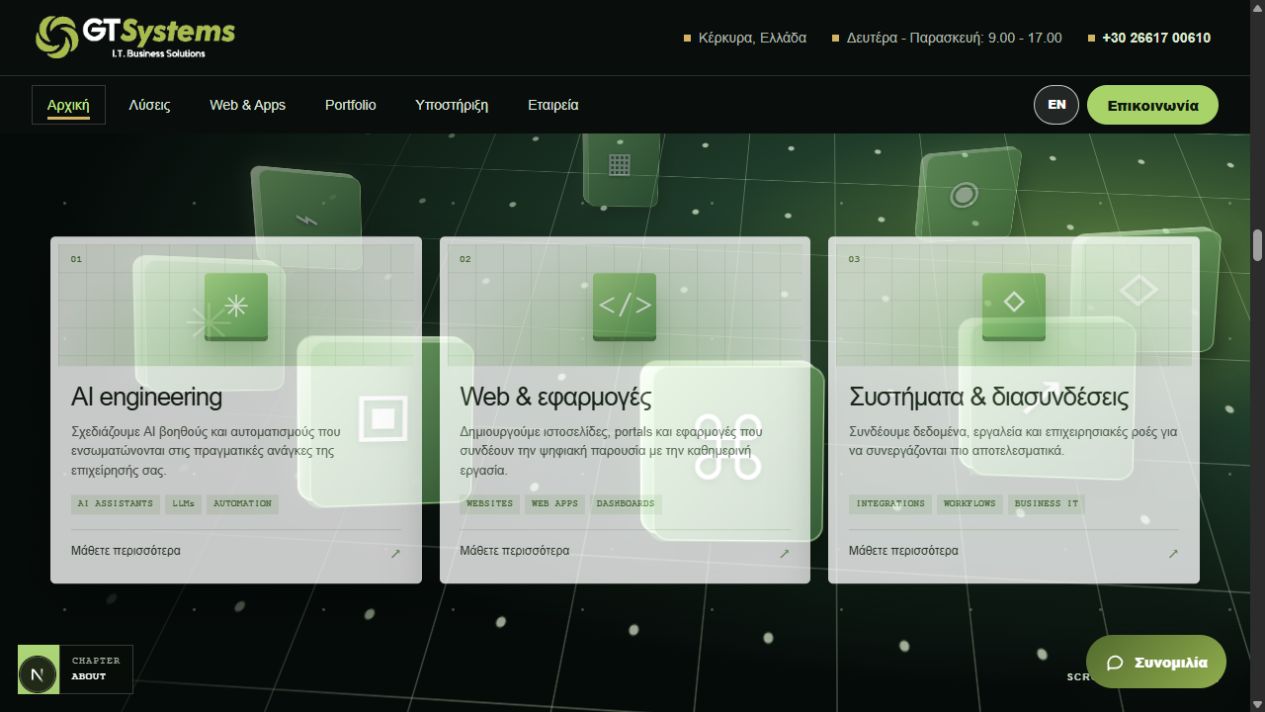 GTSystems
I.T. Business Solutions
Κέρκυρα, Ελλάδα
Δευτέρα - Παρασκευή: 9.00 - 17.00
+30 26617 00610
Αρχική
Λύσεις
Web & Apps
Portfolio
Υποστήριξη
Εταιρεία
EN
Επικοινωνία
01
AI engineering
Σχεδιάζουμε AI βοηθούς και αυτοματισμούς που
ενσωματώνονται στις πραγματικές ανάγκες της
επιχείρησής σας.
AI ASSISTANTS
LLMs
AUTOMATION
Μάθετε περισσότερα
02
</>
Web & εφαρμογές
Δημιουργούμε ιστοσελίδες, portals και εφαρμογές που
συνδέουν την ψηφιακή παρουσία με την καθημερινή
εργασία.
WEBSITES
WEB APPS
DASHBOARDS
Μάθετε περισσότερα
03
Συστήματα & διασυνδέσεις
Συνδέουμε δεδομένα, εργαλεία και επιχειρησιακές ροές για
να συνεργάζονται πιο αποτελεσματικά.
INTEGRATIONS
WORKFLOWS
BUSINESS IT
Μάθετε περισσότερα
N
CHAPTER
ABOUT
Συνομιλία